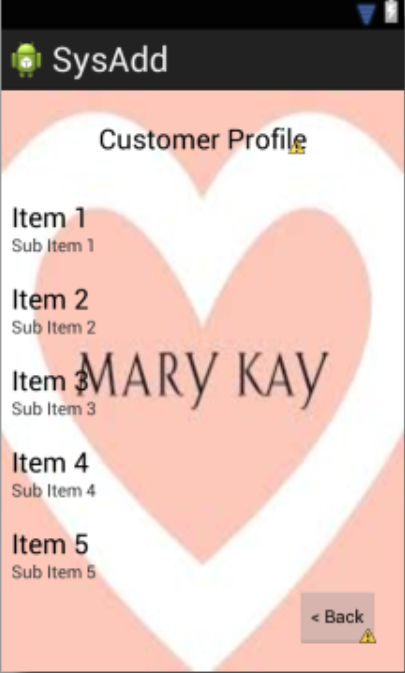 SysAdd
Customer Profile
Item 1
Sub Item 1
Item 2
Sub Item 2
Item 3
MARY KAY
Sub Item 3
Item 4
Sub Item 4
Item 5
Sub Item 5
< Back